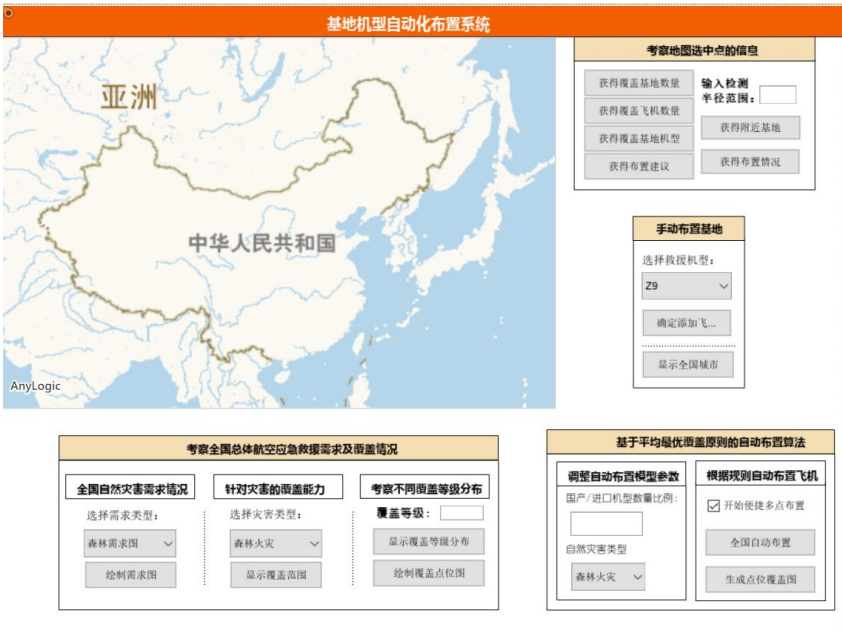 基地机型自动化布置系统
亚洲
中华人民共和国
AnyLogic
考察地图选中点的信息
获得覆盖基地数量
获得覆盖飞机数量
获得覆盖基地机型
获得布置建议
输入检测
半径范围：
获得附近基地
获得布置情况
手动布置基地
选择救援机型：
Z9
确定添加飞...
显示全国城市
考察全国总体航空应急救援需求及覆盖情况
全国自然灾害需求情况
选择需求类型：
森林需求图
绘制需求图
针对灾害的覆盖能力
选择灾害类型：
森林火灾
显示覆盖范围
考察不同覆盖等级分布
覆盖等级：
显示覆盖等级分布
绘制覆盖点位图
基于平均最优覆盖原则的自动布置算法
调整自动布置模型参数
国产/进口机型数量比例：
自然灾害类型
森林火灾
根据规则自动布置飞机
开始便捷多点布置
全国自动布置
生成点位覆盖图